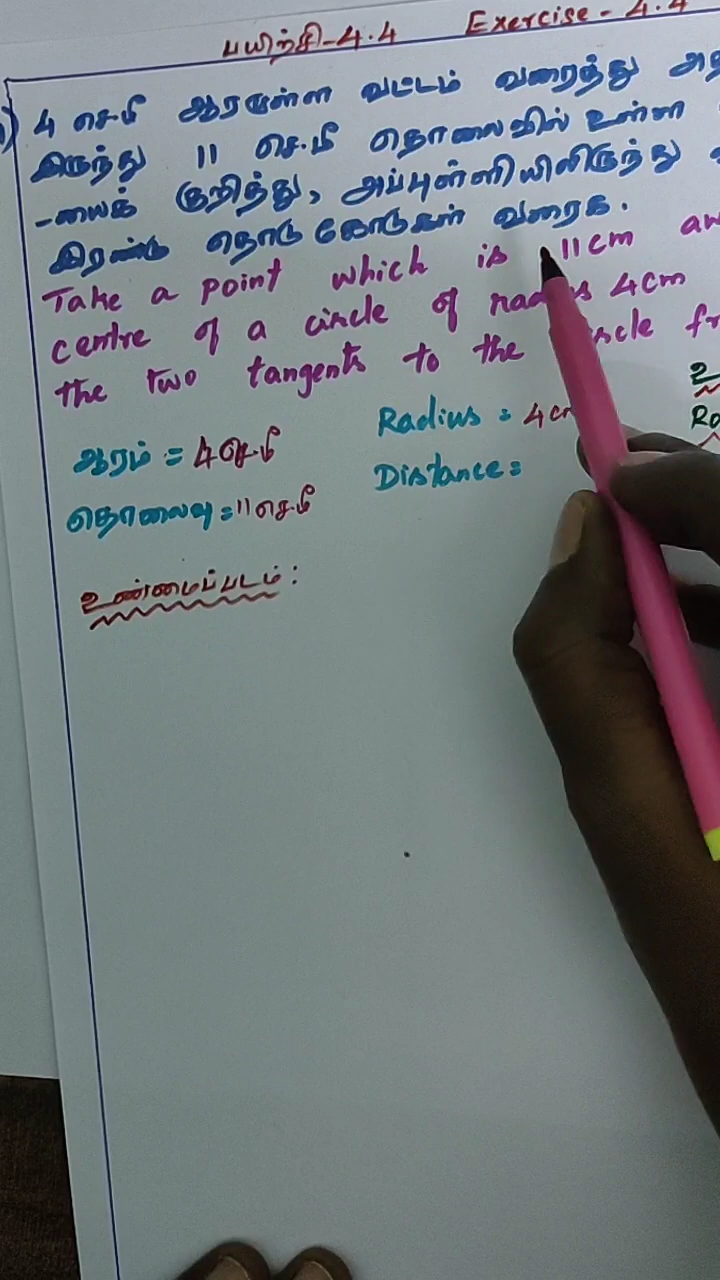 பயிற்சி-4.4 Exercise-4.4
4 செ.மீ ஆரமுள்ள வட்டம் வரைத்து
இருந்து 11 செ.மீ தொலைவில் உள்ள
-யைக் குறித்து, அப்புள்ளியிலிருந்து
இரண்டு தொடுகோடுகள் வரைக.
Take a point which is 11cm
centre of a circle of radius 4cm
the two tangents to the
ஆரம் = 4செ.மீ Radius = 4cm
தொலைவு = 11செ.மீ Distance =
உண்மைப்படம் :